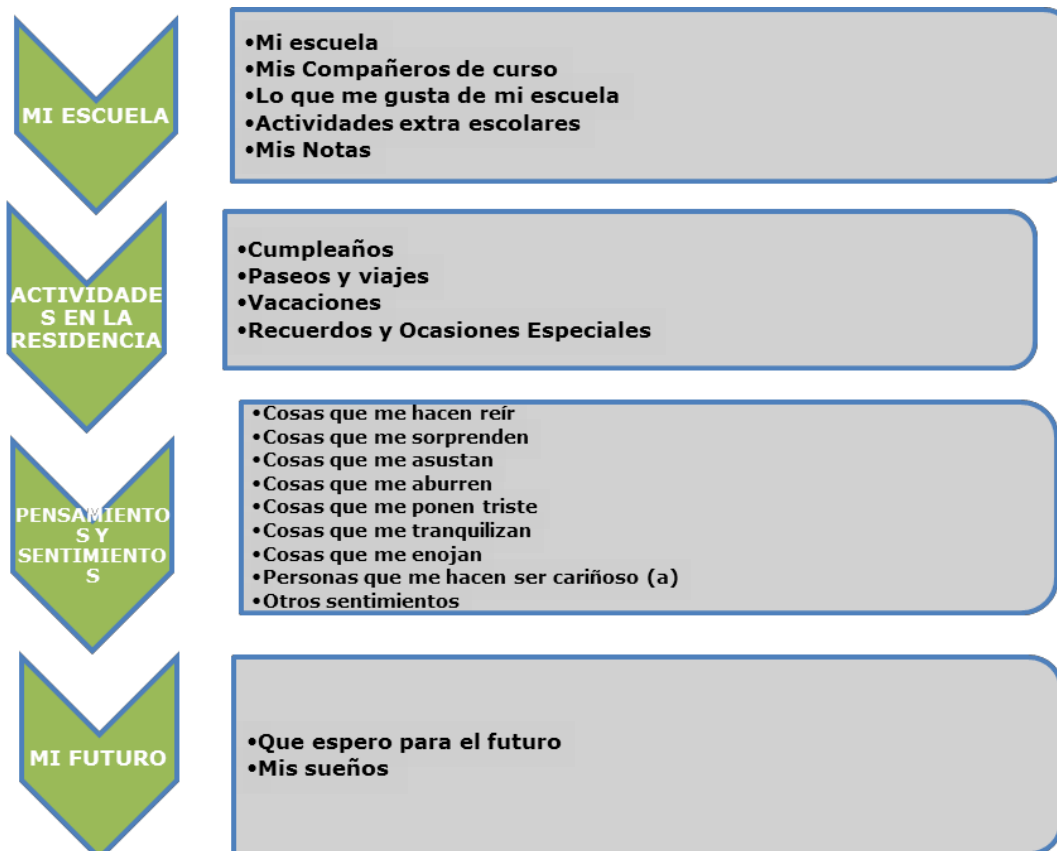 MI ESCUELA
•Mi escuela
•Mis Compañeros de curso
•Lo que me gusta de mi escuela
•Actividades extra escolares
•Mis Notas
ACTIVIDADE
S EN LA
RESIDENCIA
•Cumpleaños
•Paseos y viajes
•Vacaciones
•Recuerdos y Ocasiones Especiales
PENSAMIENTO
S Y
SENTIMIENTO
S
•Cosas que me hacen reír
•Cosas que me sorprenden
•Cosas que me asustan
•Cosas que me aburren
•Cosas que me ponen triste
•Cosas que me tranquilizan
•Cosas que me enojan
•Personas que me hacen ser cariñoso (a)
•Otros sentimientos
MI FUTURO
•Que espero para el futuro
•Mis sueños